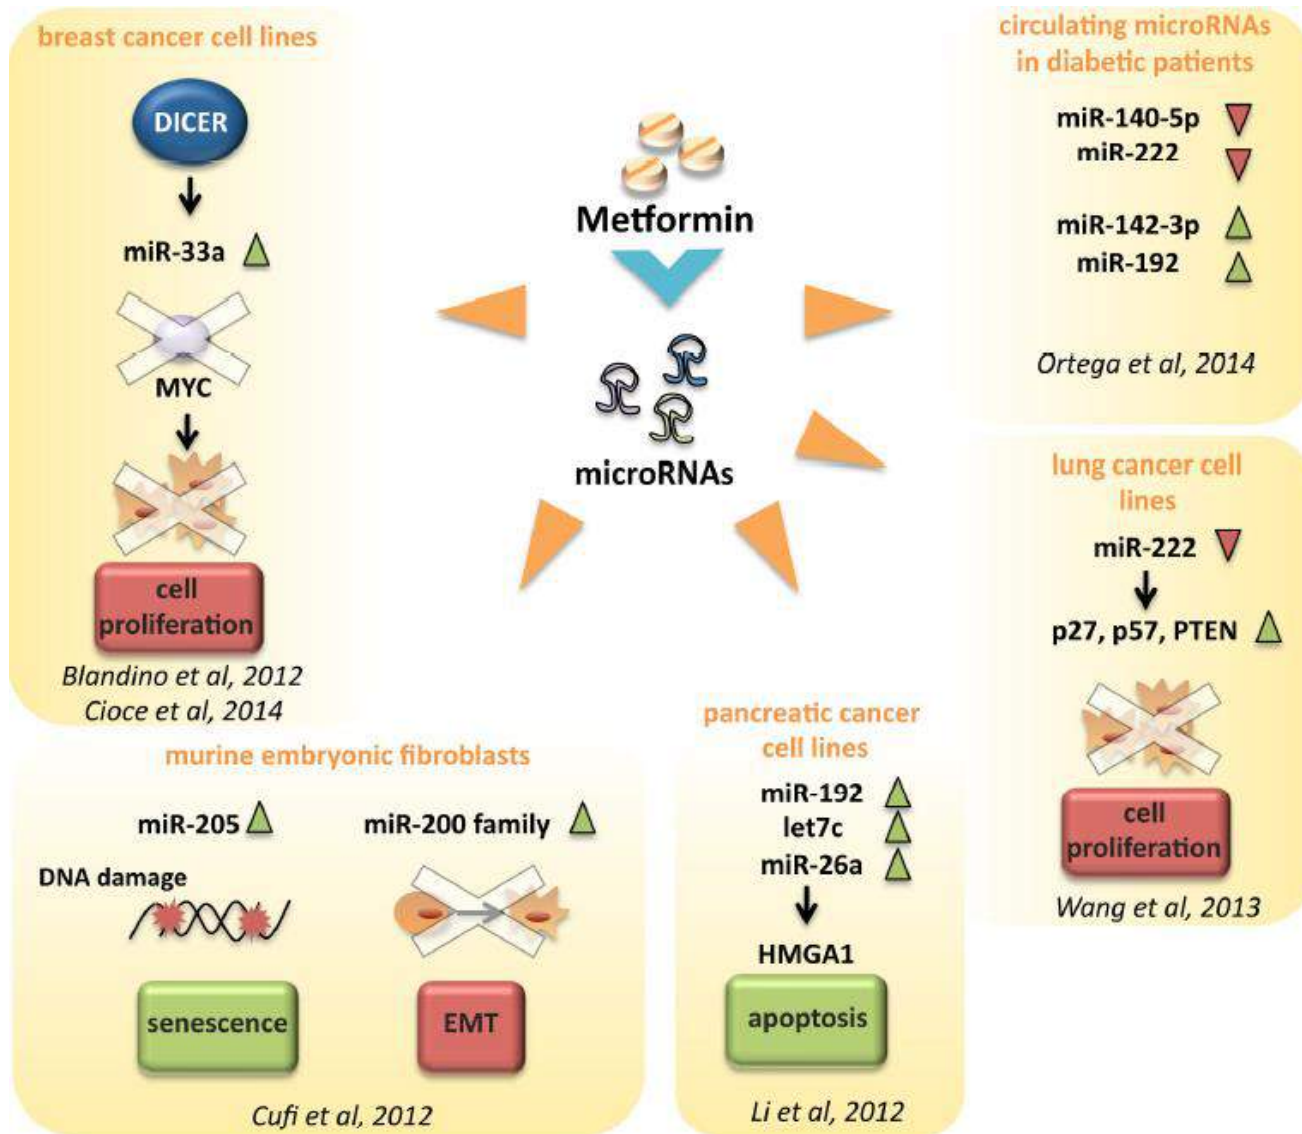 breast cancer cell lines
DICER
miR-33a
MYC
cell
proliferation
Blandino et al, 2012
Cioce et al, 2014
Metformin
microRNAs
circulating microRNAs
in diabetic patients
miR-140-5p
miR-222
miR-142-3p
miR-192
Ortega et al, 2014
lung cancer cell
lines
miR-222
p27, p57, PTEN
cell
proliferation
Wang et al, 2013
murine embryonic fibroblasts
miR-205
DNA damage
senescence
miR-200 family
EMT
Cufi et al, 2012
pancreatic cancer
cell lines
miR-192
let7c
miR-26a
HMGA1
apoptosis
Li et al, 2012